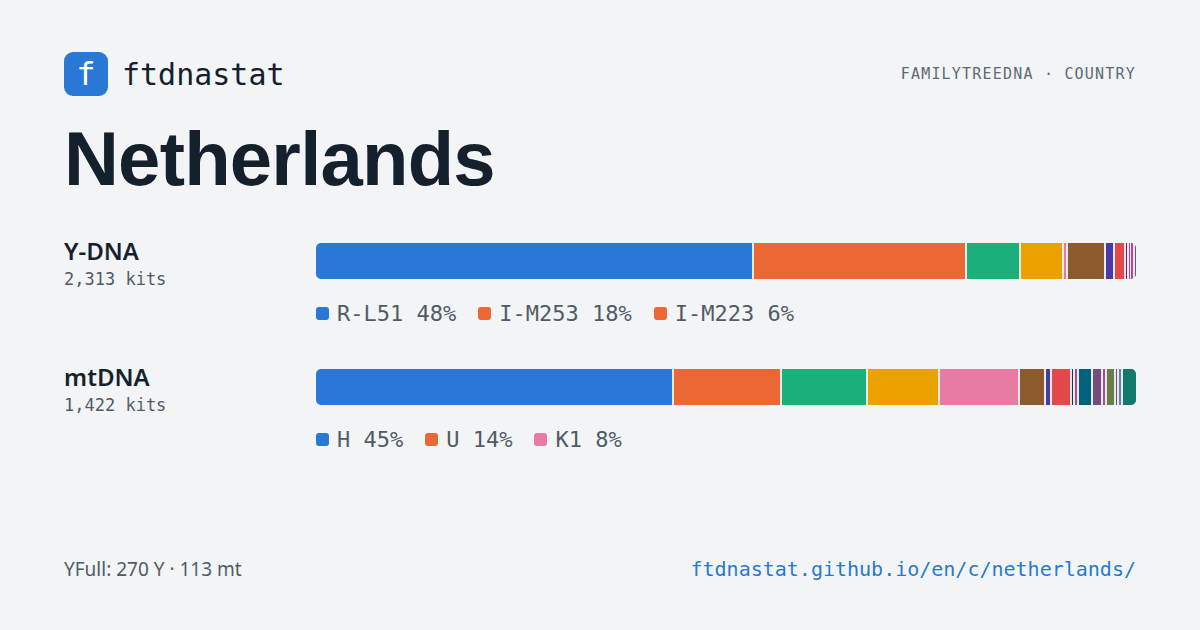 f ftdnastat
FAMILYTREEDNA · COUNTRY
Netherlands
Y-DNA
2,313 kits
R-L51 48% I-M253 18% I-M223 6%
mtDNA
1,422 kits
H 45% U 14% K1 8%
YFull: 270 Y · 113 mt
ftdnastat.github.io/en/c/netherlands/